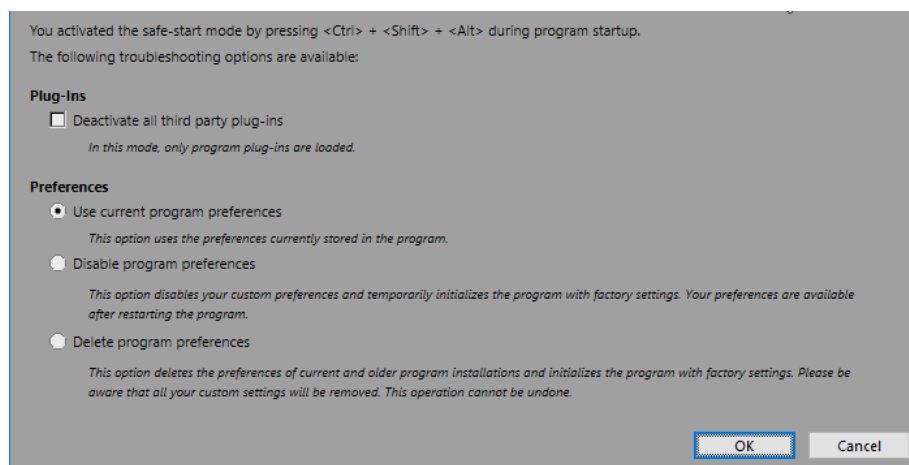 You activated the safe-start mode by pressing <Ctrl> + <Shift> + <Alt> during program startup.
The following troubleshooting options are available:
Plug-Ins
Deactivate all third party plug-ins
In this mode, only program plug-ins are loaded.
Preferences
Use current program preferences
This option uses the preferences currently stored in the program.
Disable program preferences
This option disables your custom preferences and temporarily initializes the program with factory settings. Your preferences are available
after restarting the program.
Delete program preferences
This option deletes the preferences of current and older program installations and initializes the program with factory settings. Please be
aware that all your custom settings will be removed. This operation cannot be undone.
OK Cancel